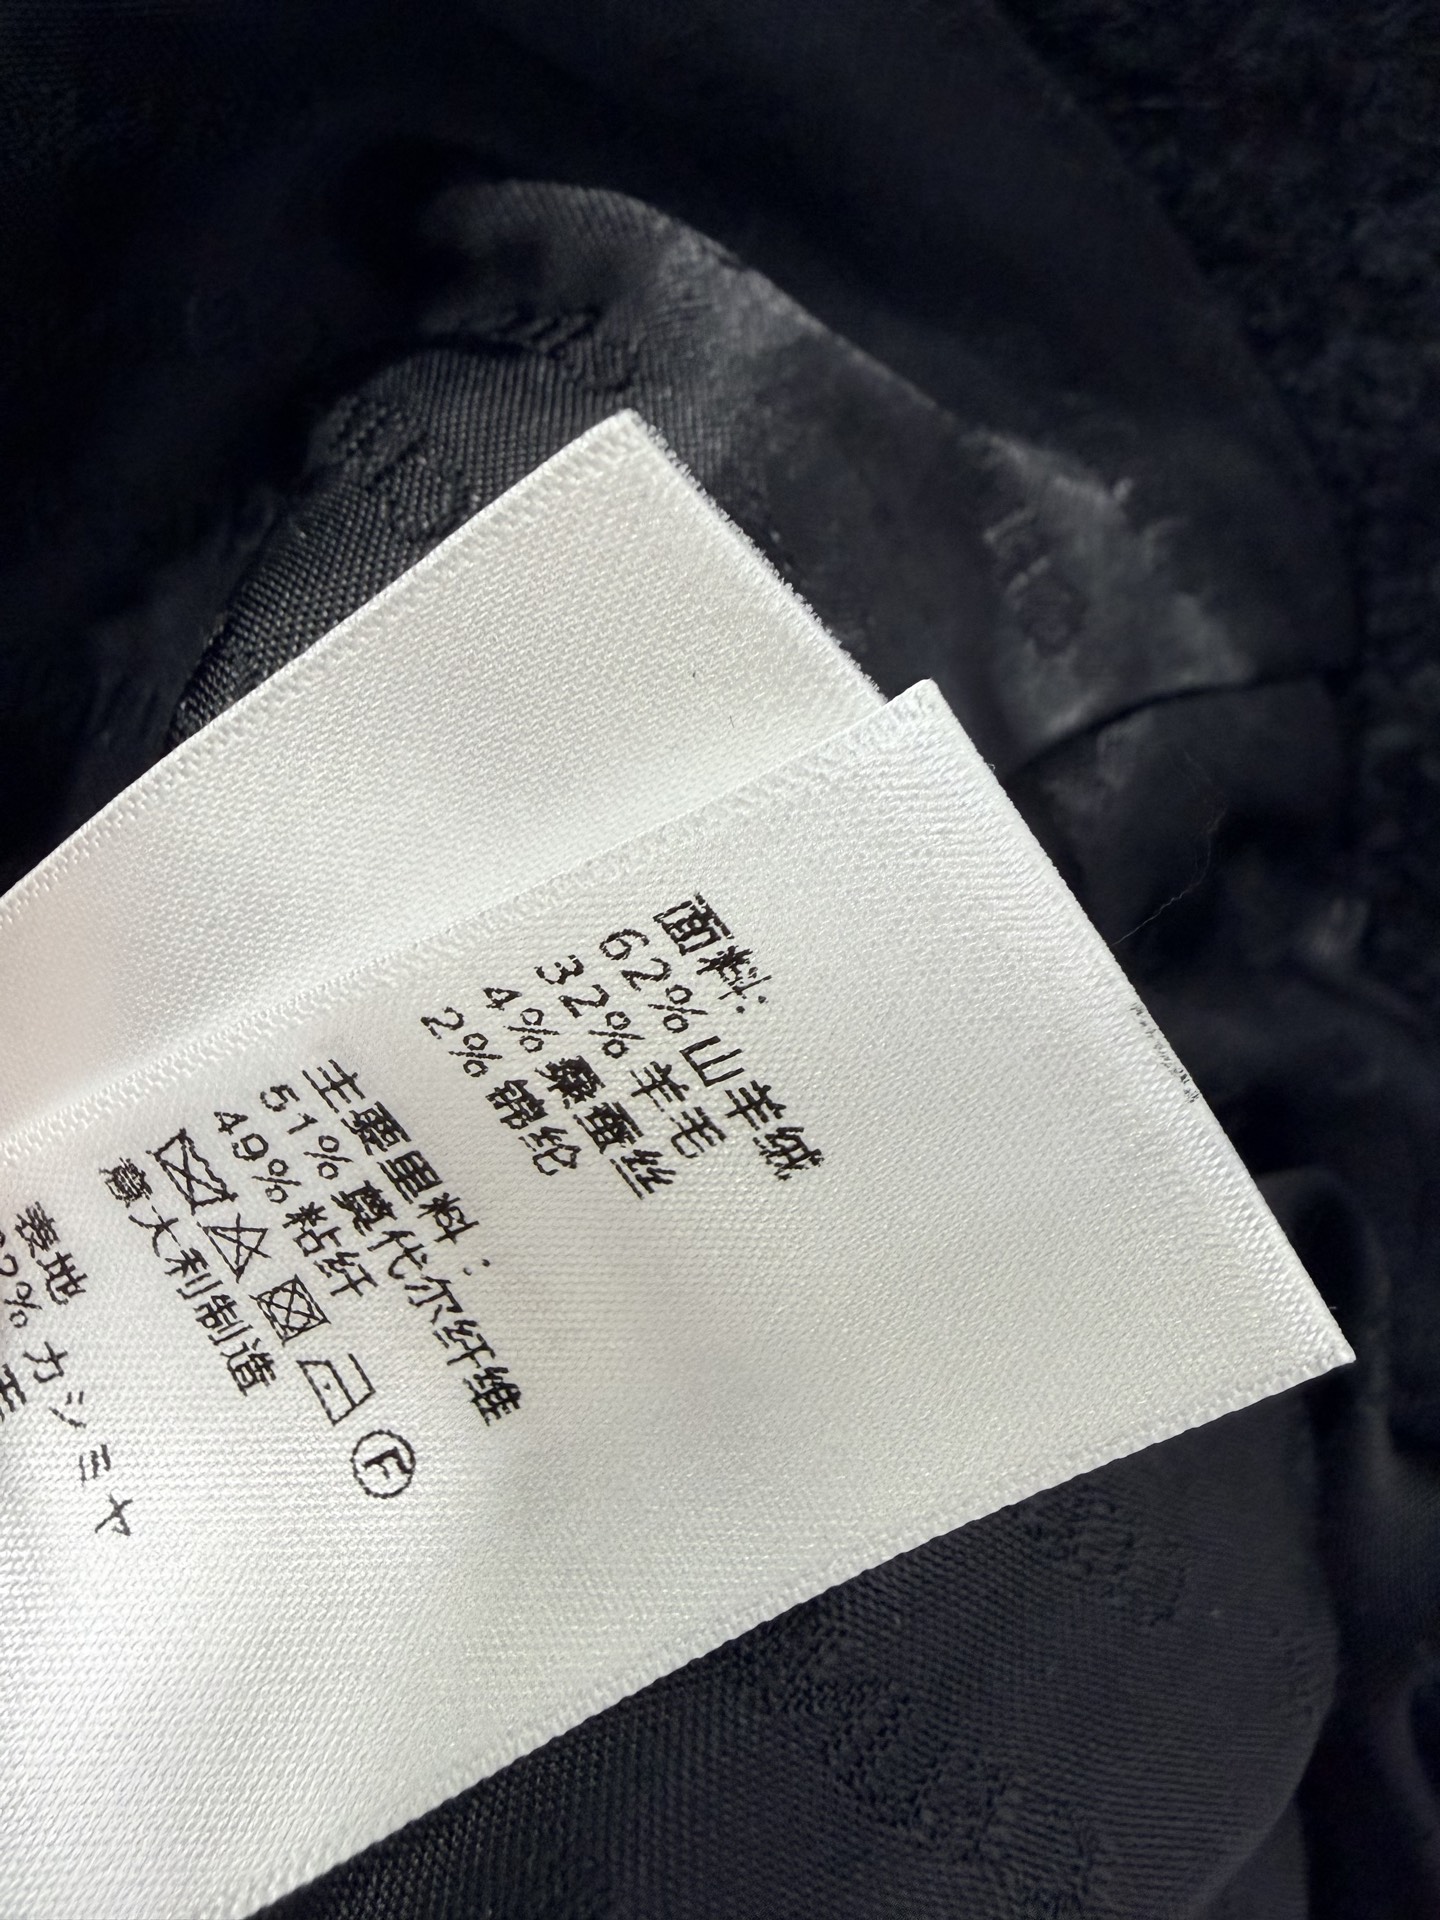 面料:
62% 山羊绒
32% 羊毛
4% 桑蚕丝
2% 锦纶
主要里料:
51% 莫代尔纤维
49% 粘纤
F
意大利制造
表地
2% カシミヤ